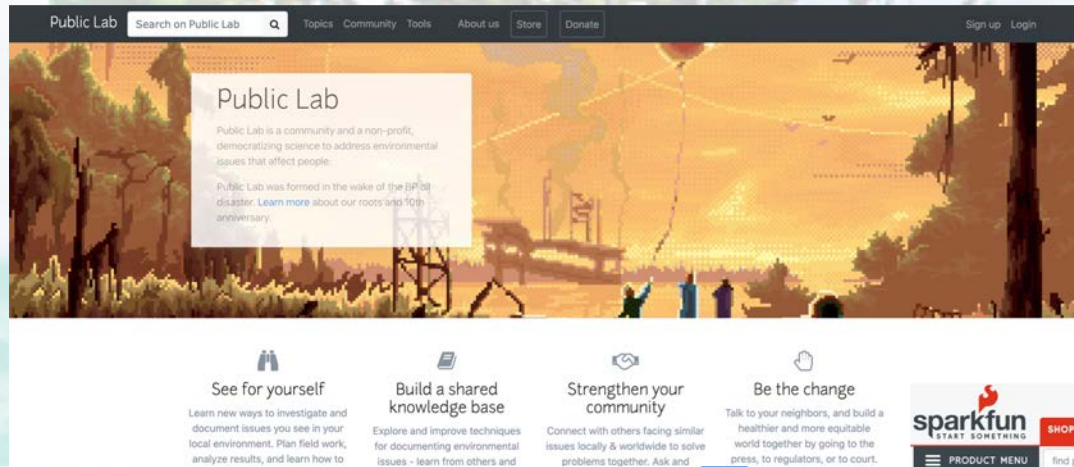 Public Lab
Search on Public Lab
Topics Community Tools About us Store Donate
Sign up Login
Public Lab
Public Lab is a community and a non-profit,
democratizing science to address environmental
issues that affect people.
Public Lab was formed in the wake of the BP oil
disaster. Learn more about our roots and 10th
anniversary.
See for yourself
Learn new ways to investigate and
document issues you see in your
local environment. Plan field work,
analyze results, and learn how to
Build a shared
knowledge base
Explore and improve techniques
for documenting environmental
issues - learn from others and
Strengthen your
community
Connect with others facing similar
issues locally & worldwide to solve
problems together. Ask and
Be the change
Talk to your neighbors, and build a
healthier and more equitable
world together by going to the
press, to regulators, or to court.
sparkfun
START SOMETHING
SHOP
PRODUCT MENU
find